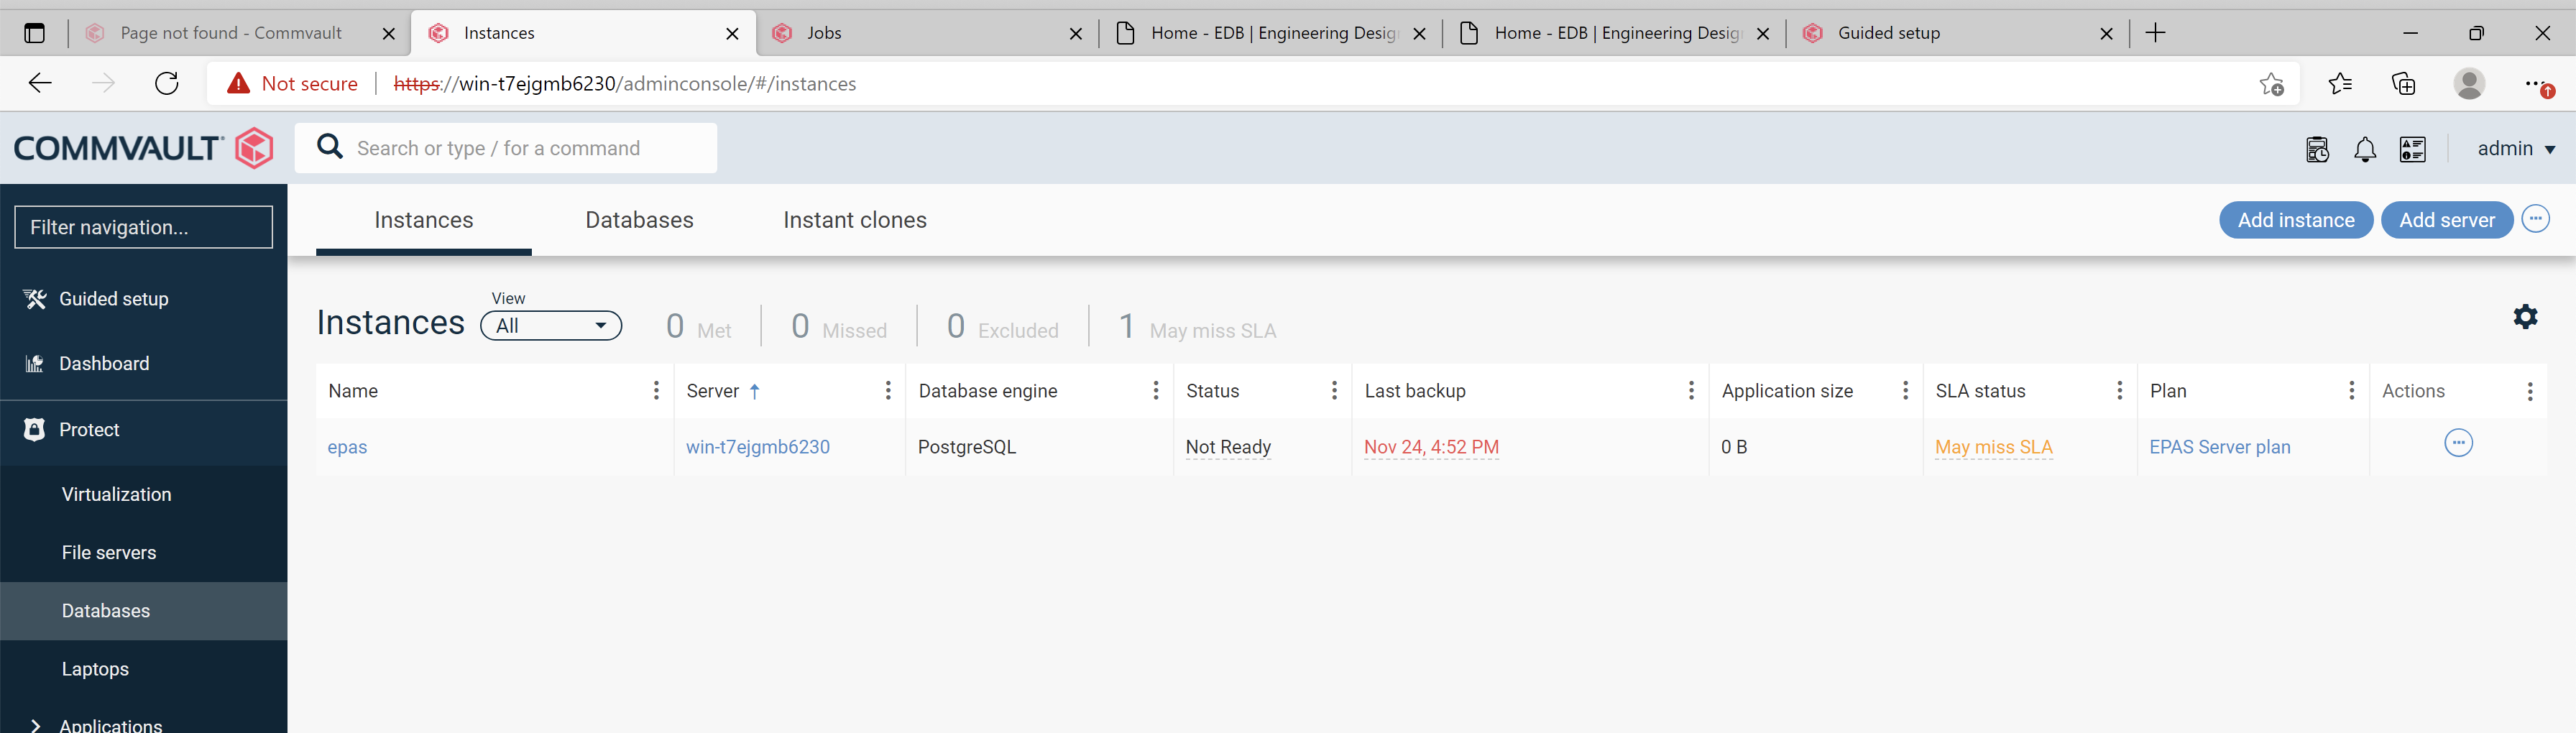 Page not found - Commvault
Instances
Jobs
Home - EDB | Engineering Desig
Home - EDB | Engineering Desig
Guided setup
Not secure | https://win-t7ejgmb6230/adminconsole/#/instances
COMMVAULT
Search or type / for a command
admin
Filter navigation...
Guided setup
Dashboard
Protect
Virtualization
File servers
Databases
Laptops
Applications
Instances Databases Instant clones
Add instance Add server
View
Instances All 0 Met 0 Missed 0 Excluded 1 May miss SLA
Name Server ↑ Database engine Status Last backup Application size SLA status Plan Actions
epas win-t7ejgmb6230 PostgreSQL Not Ready Nov 24, 4:52 PM 0 B May miss SLA EPAS Server plan